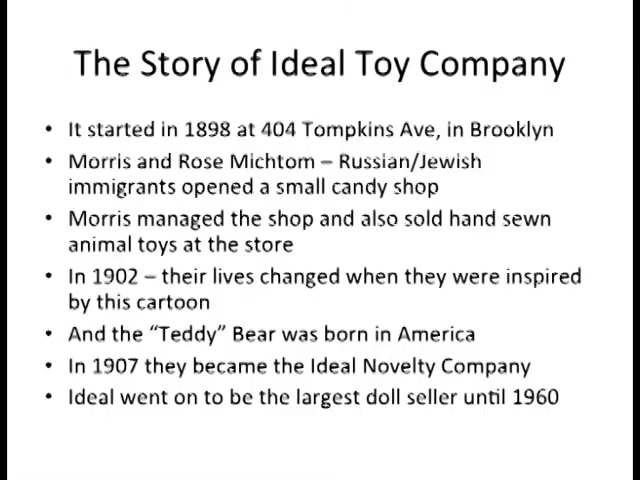 The Story of Ideal Toy Company
• It started in 1898 at 404 Tompkins Ave, in Brooklyn
• Morris and Rose Michtom – Russian/Jewish
immigrants opened a small candy shop
• Morris managed the shop and also sold hand sewn
animal toys at the store
• In 1902 – their lives changed when they were inspired
by this cartoon
• And the “Teddy” Bear was born in America
• In 1907 they became the Ideal Novelty Company
• Ideal went on to be the largest doll seller until 1960